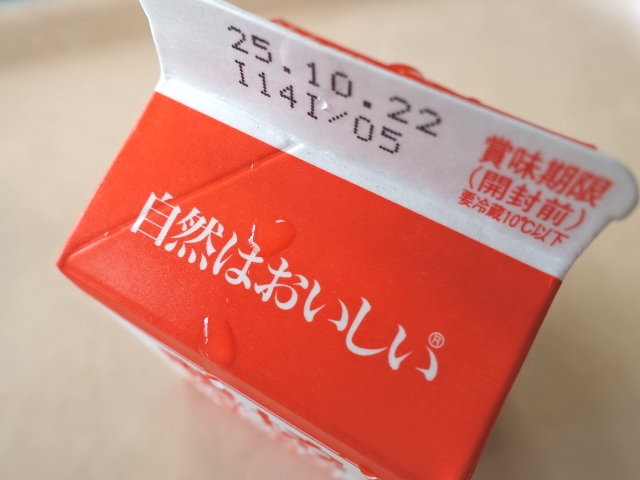 25.10.22
I14I/05
賞味期限
(開封前)
要冷蔵10℃以下
自然はおいしい®